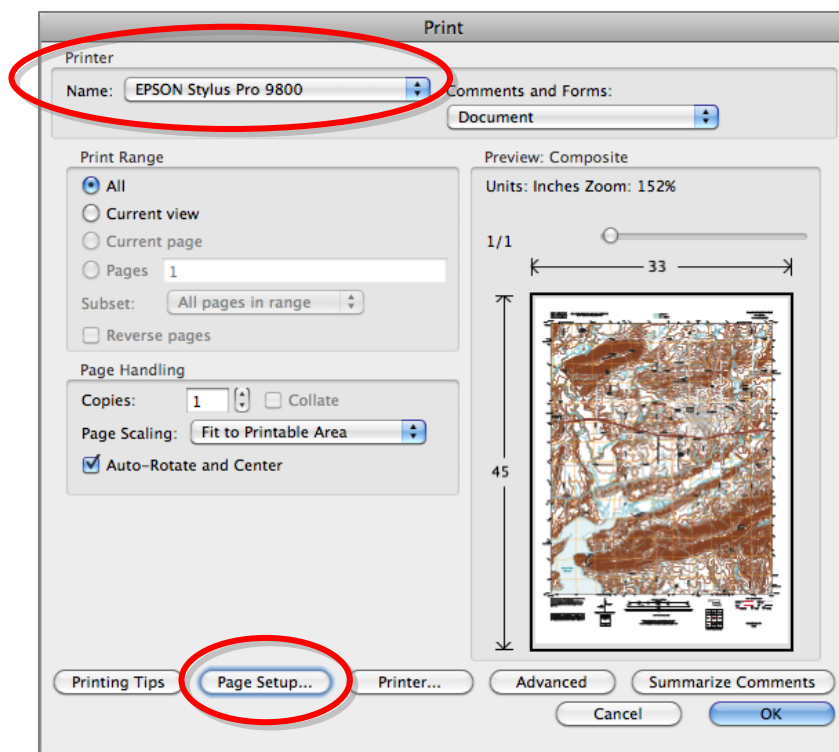 Print
Printer
Name: EPSON Stylus Pro 9800
Comments and Forms:
Document
Print Range
All
Current view
Current page
Pages 1
Subset: All pages in range
Reverse pages
Page Handling
Copies: 1 Collate
Page Scaling: Fit to Printable Area
Auto-Rotate and Center
Preview: Composite
Units: Inches Zoom: 152%
1/1
33
45
Printing Tips Page Setup... Printer... Advanced Summarize Comments
Cancel OK